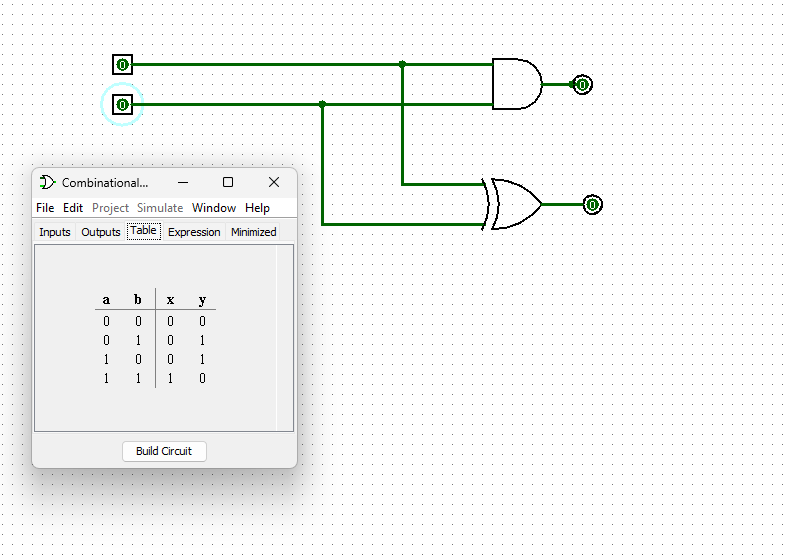 0
0
0
0
Combinational...
File Edit Project Simulate Window Help
Inputs Outputs Table Expression Minimized
a b x y
0 0 0 0
0 1 0 1
1 0 0 1
1 1 1 0
Build Circuit